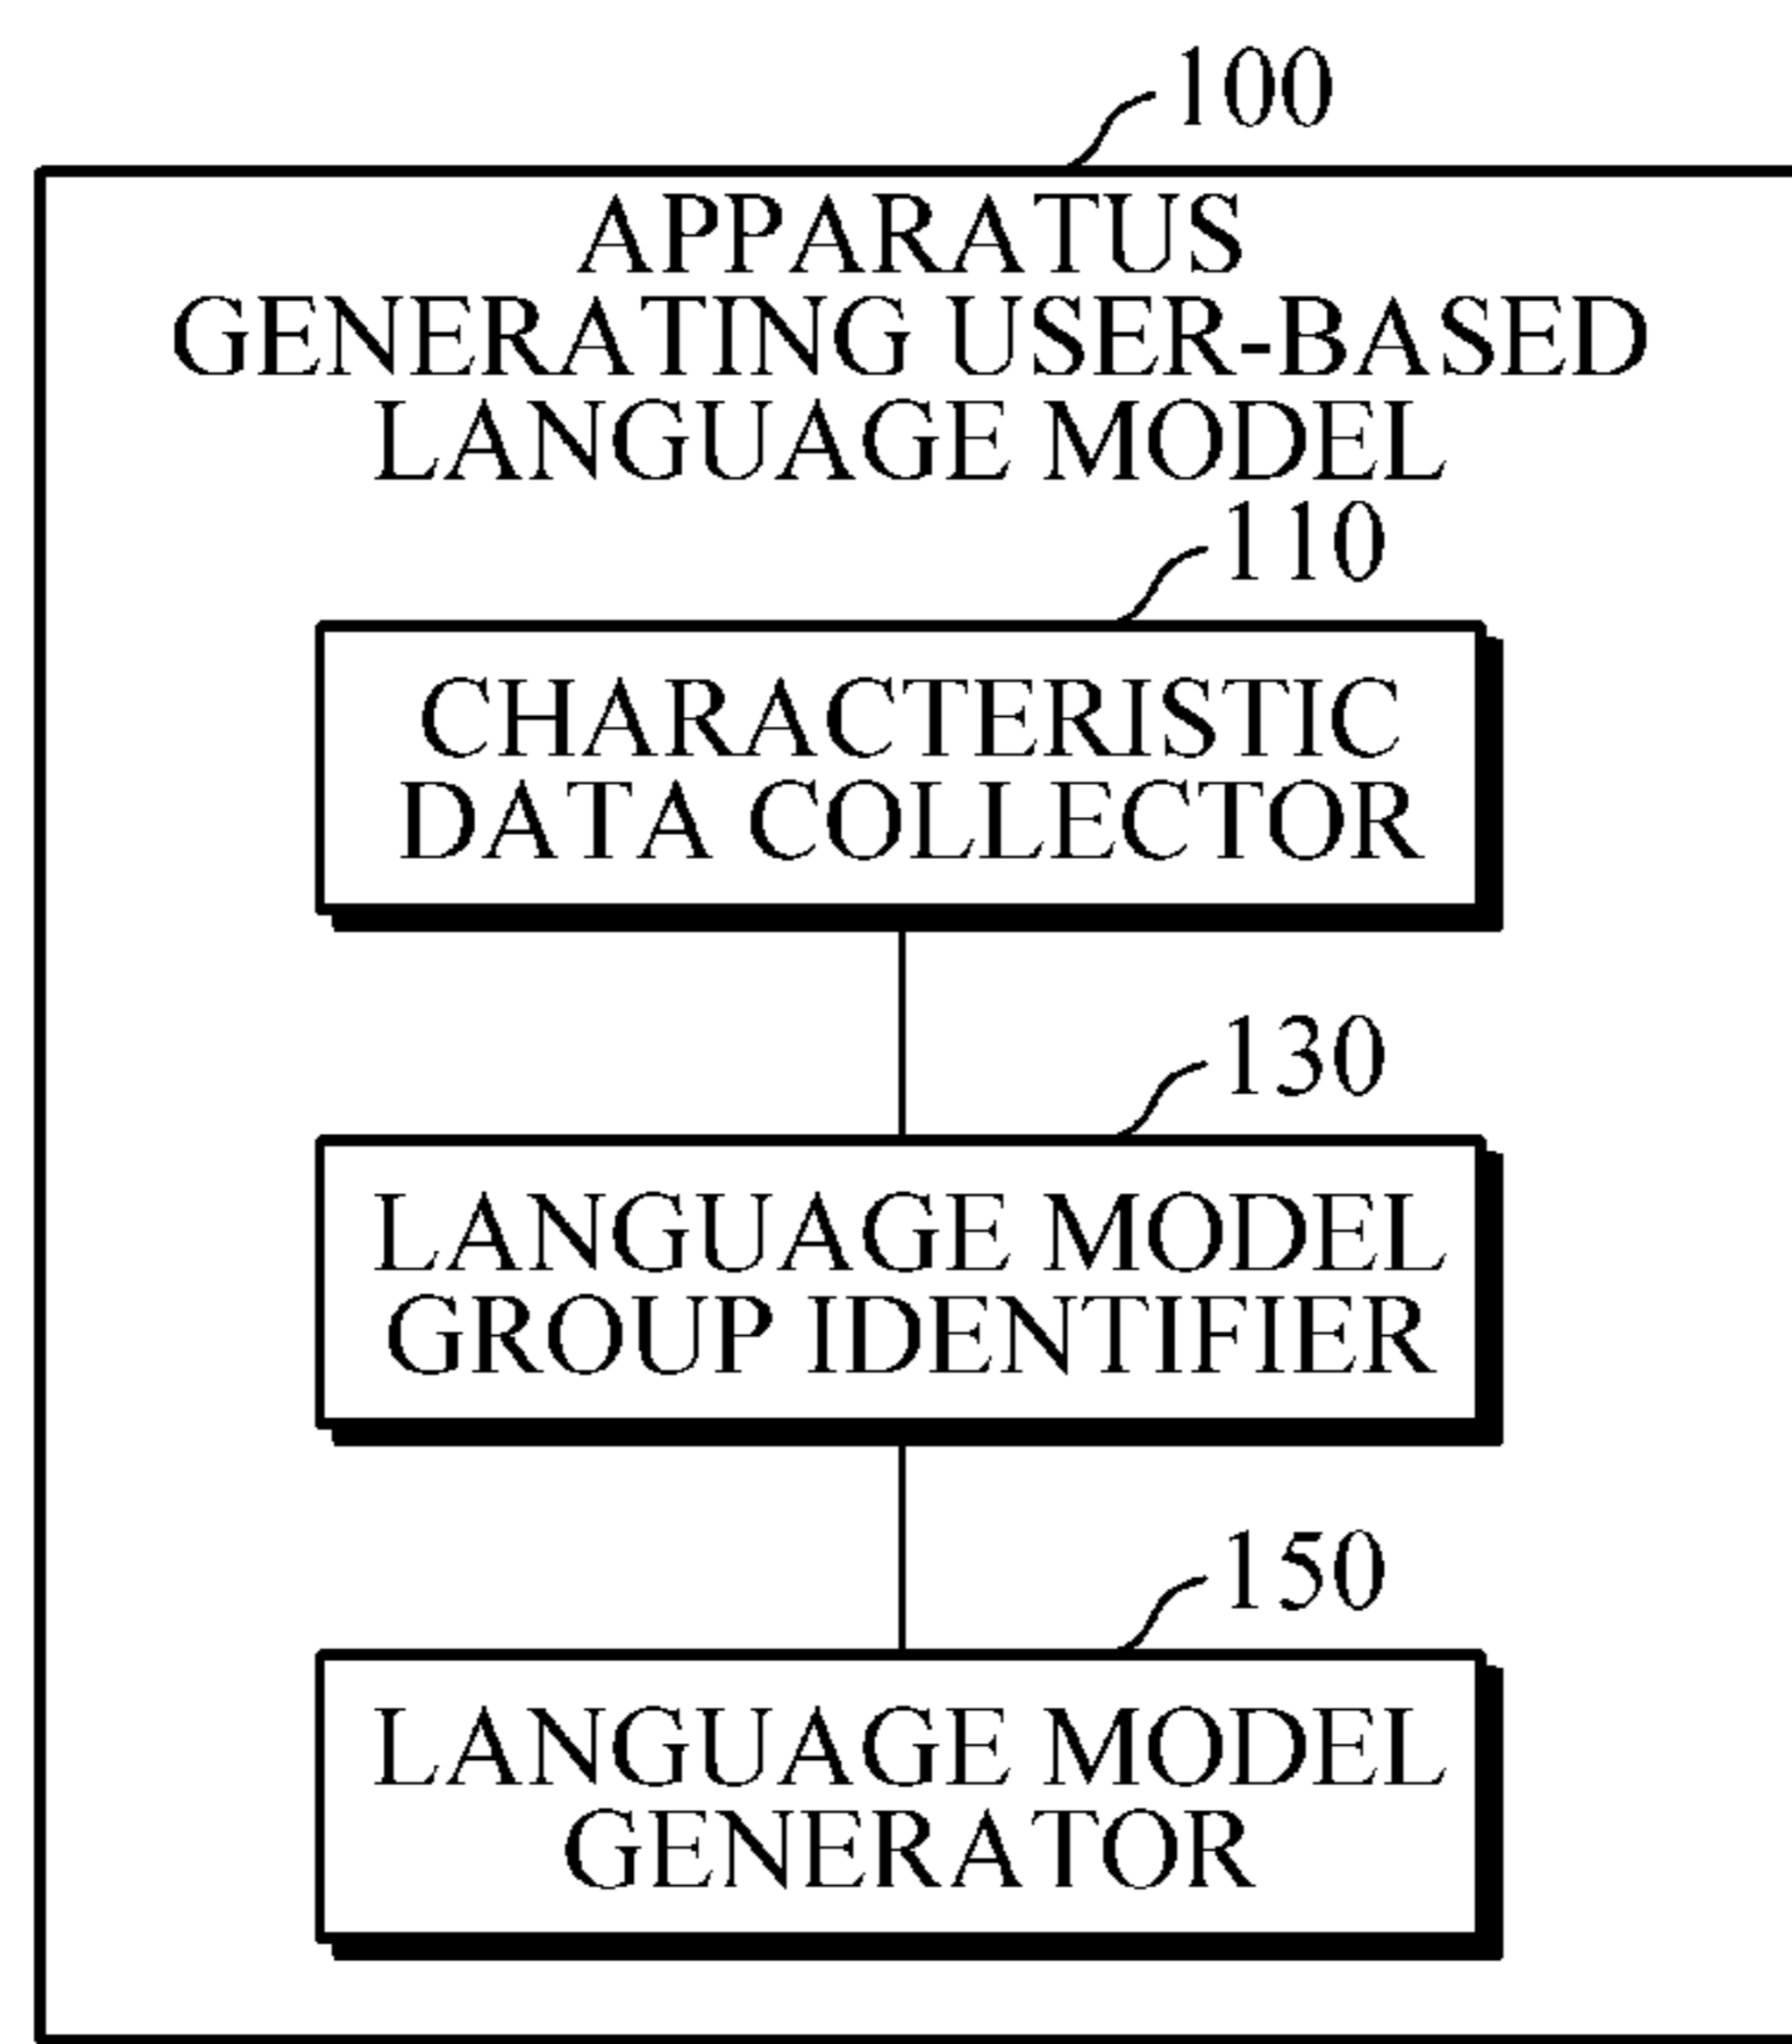 100
APPARATUS
GENERATING USER-BASED
LANGUAGE MODEL
110
CHARACTERISTIC
DATA COLLECTOR
130
LANGUAGE MODEL
GROUP IDENTIFIER
150
LANGUAGE MODEL
GENERATOR